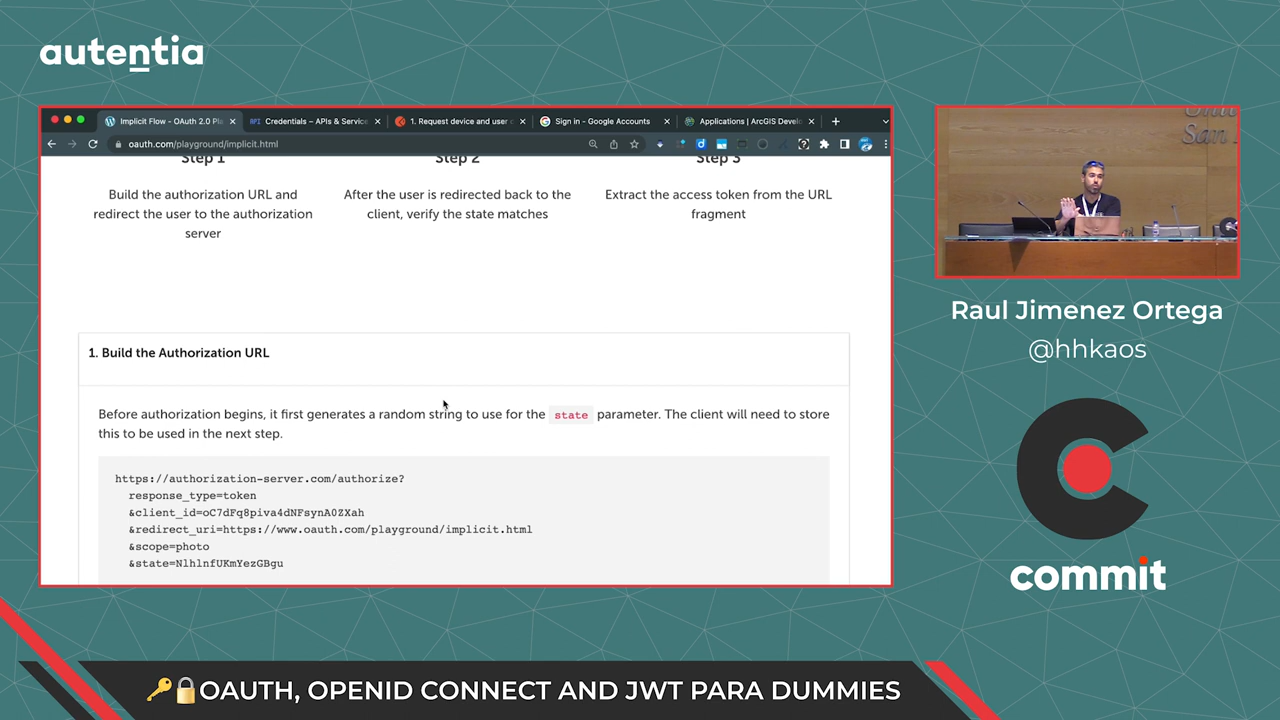 autentia
Implicit Flow - OAuth 2.0 Pl
Credentials – APIs & Service
1. Request device and user c
Sign in - Google Accounts
Applications | ArcGIS Devel
oauth.com/playground/implicit.html
Step 1
Step 2
Step 3
Build the authorization URL and
redirect the user to the authorization
server
After the user is redirected back to the
client, verify the state matches
Extract the access token from the URL
fragment
1. Build the Authorization URL
Before authorization begins, it first generates a random string to use for the state parameter. The client will need to store
this to be used in the next step.
https://authorization-server.com/authorize?
response_type=token
&client_id=oC7dFq8piva4dNFsynA0ZXah
&redirect_uri=https://www.oauth.com/playground/implicit.html
&scope=photo
&state=NlhlnfUKmYezGBgu
San
Raul Jimenez Ortega
@hhkaos
commit
🔑🔒OAUTH, OPENID CONNECT AND JWT PARA DUMMIES